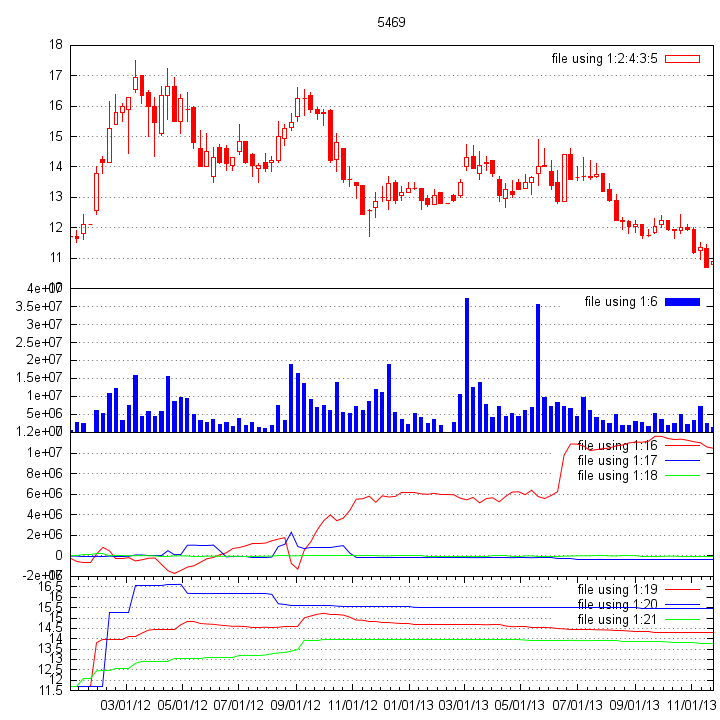 5469
18
file using 1:2:4:3:5
17
16
15
14
13
12
11
4e+07
file using 1:6
3.5e+07
3e+07
2.5e+07
2e+07
1.5e+07
1e+07
5e+06
1.2e+07
file using 1:16
1e+07
file using 1:17
8e+06
file using 1:18
6e+06
4e+06
2e+06
0
-2e+06
16.5
file using 1:19
16
15.5
file using 1:20
15
file using 1:21
14.5
14
13.5
13
12.5
12
11.5
03/01/12 05/01/12 07/01/12 09/01/12 11/01/12 01/01/13 03/01/13 05/01/13 07/01/13 09/01/13 11/01/13